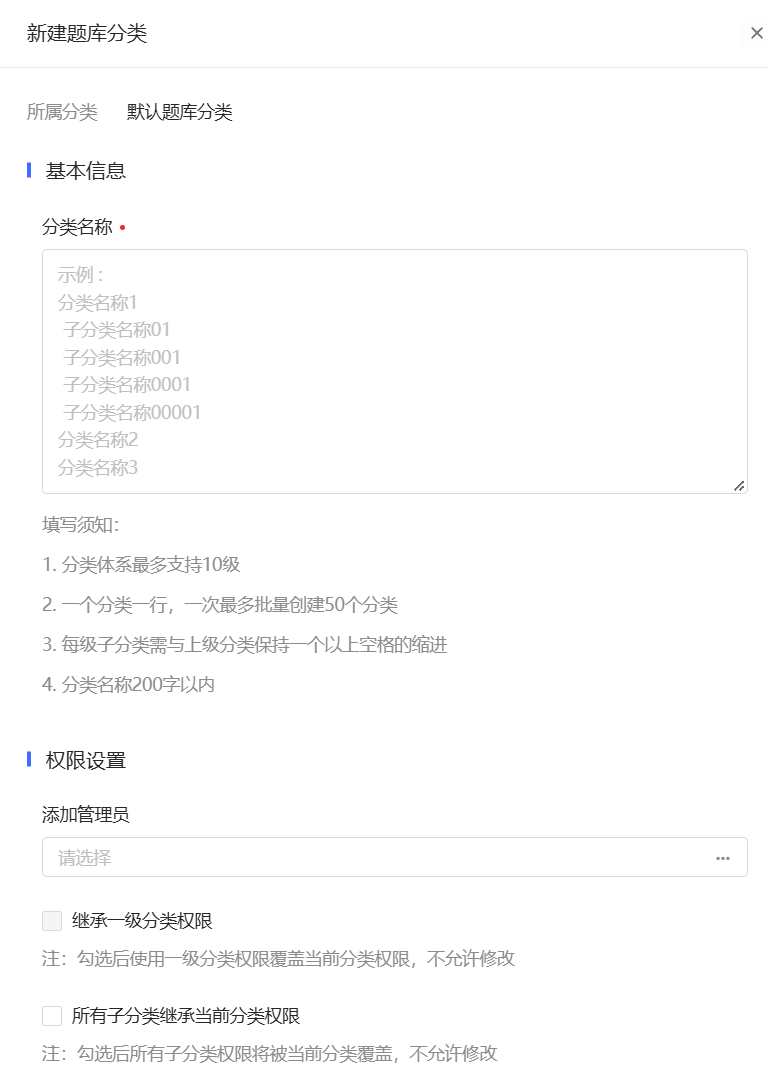 新建题库分类
所属分类 默认题库分类
基本信息
分类名称
示例：
分类名称1
子分类名称01
子分类名称001
子分类名称0001
子分类名称00001
分类名称2
分类名称3
填写须知：
1. 分类体系最多支持10级
2. 一个分类一行，一次最多批量创建50个分类
3. 每级子分类需与上级分类保持一个以上空格的缩进
4. 分类名称200字以内
权限设置
添加管理员
请选择
继承一级分类权限
注：勾选后使用一级分类权限覆盖当前分类权限，不允许修改
所有子分类继承当前分类权限
注：勾选后所有子分类权限将被当前分类覆盖，不允许修改